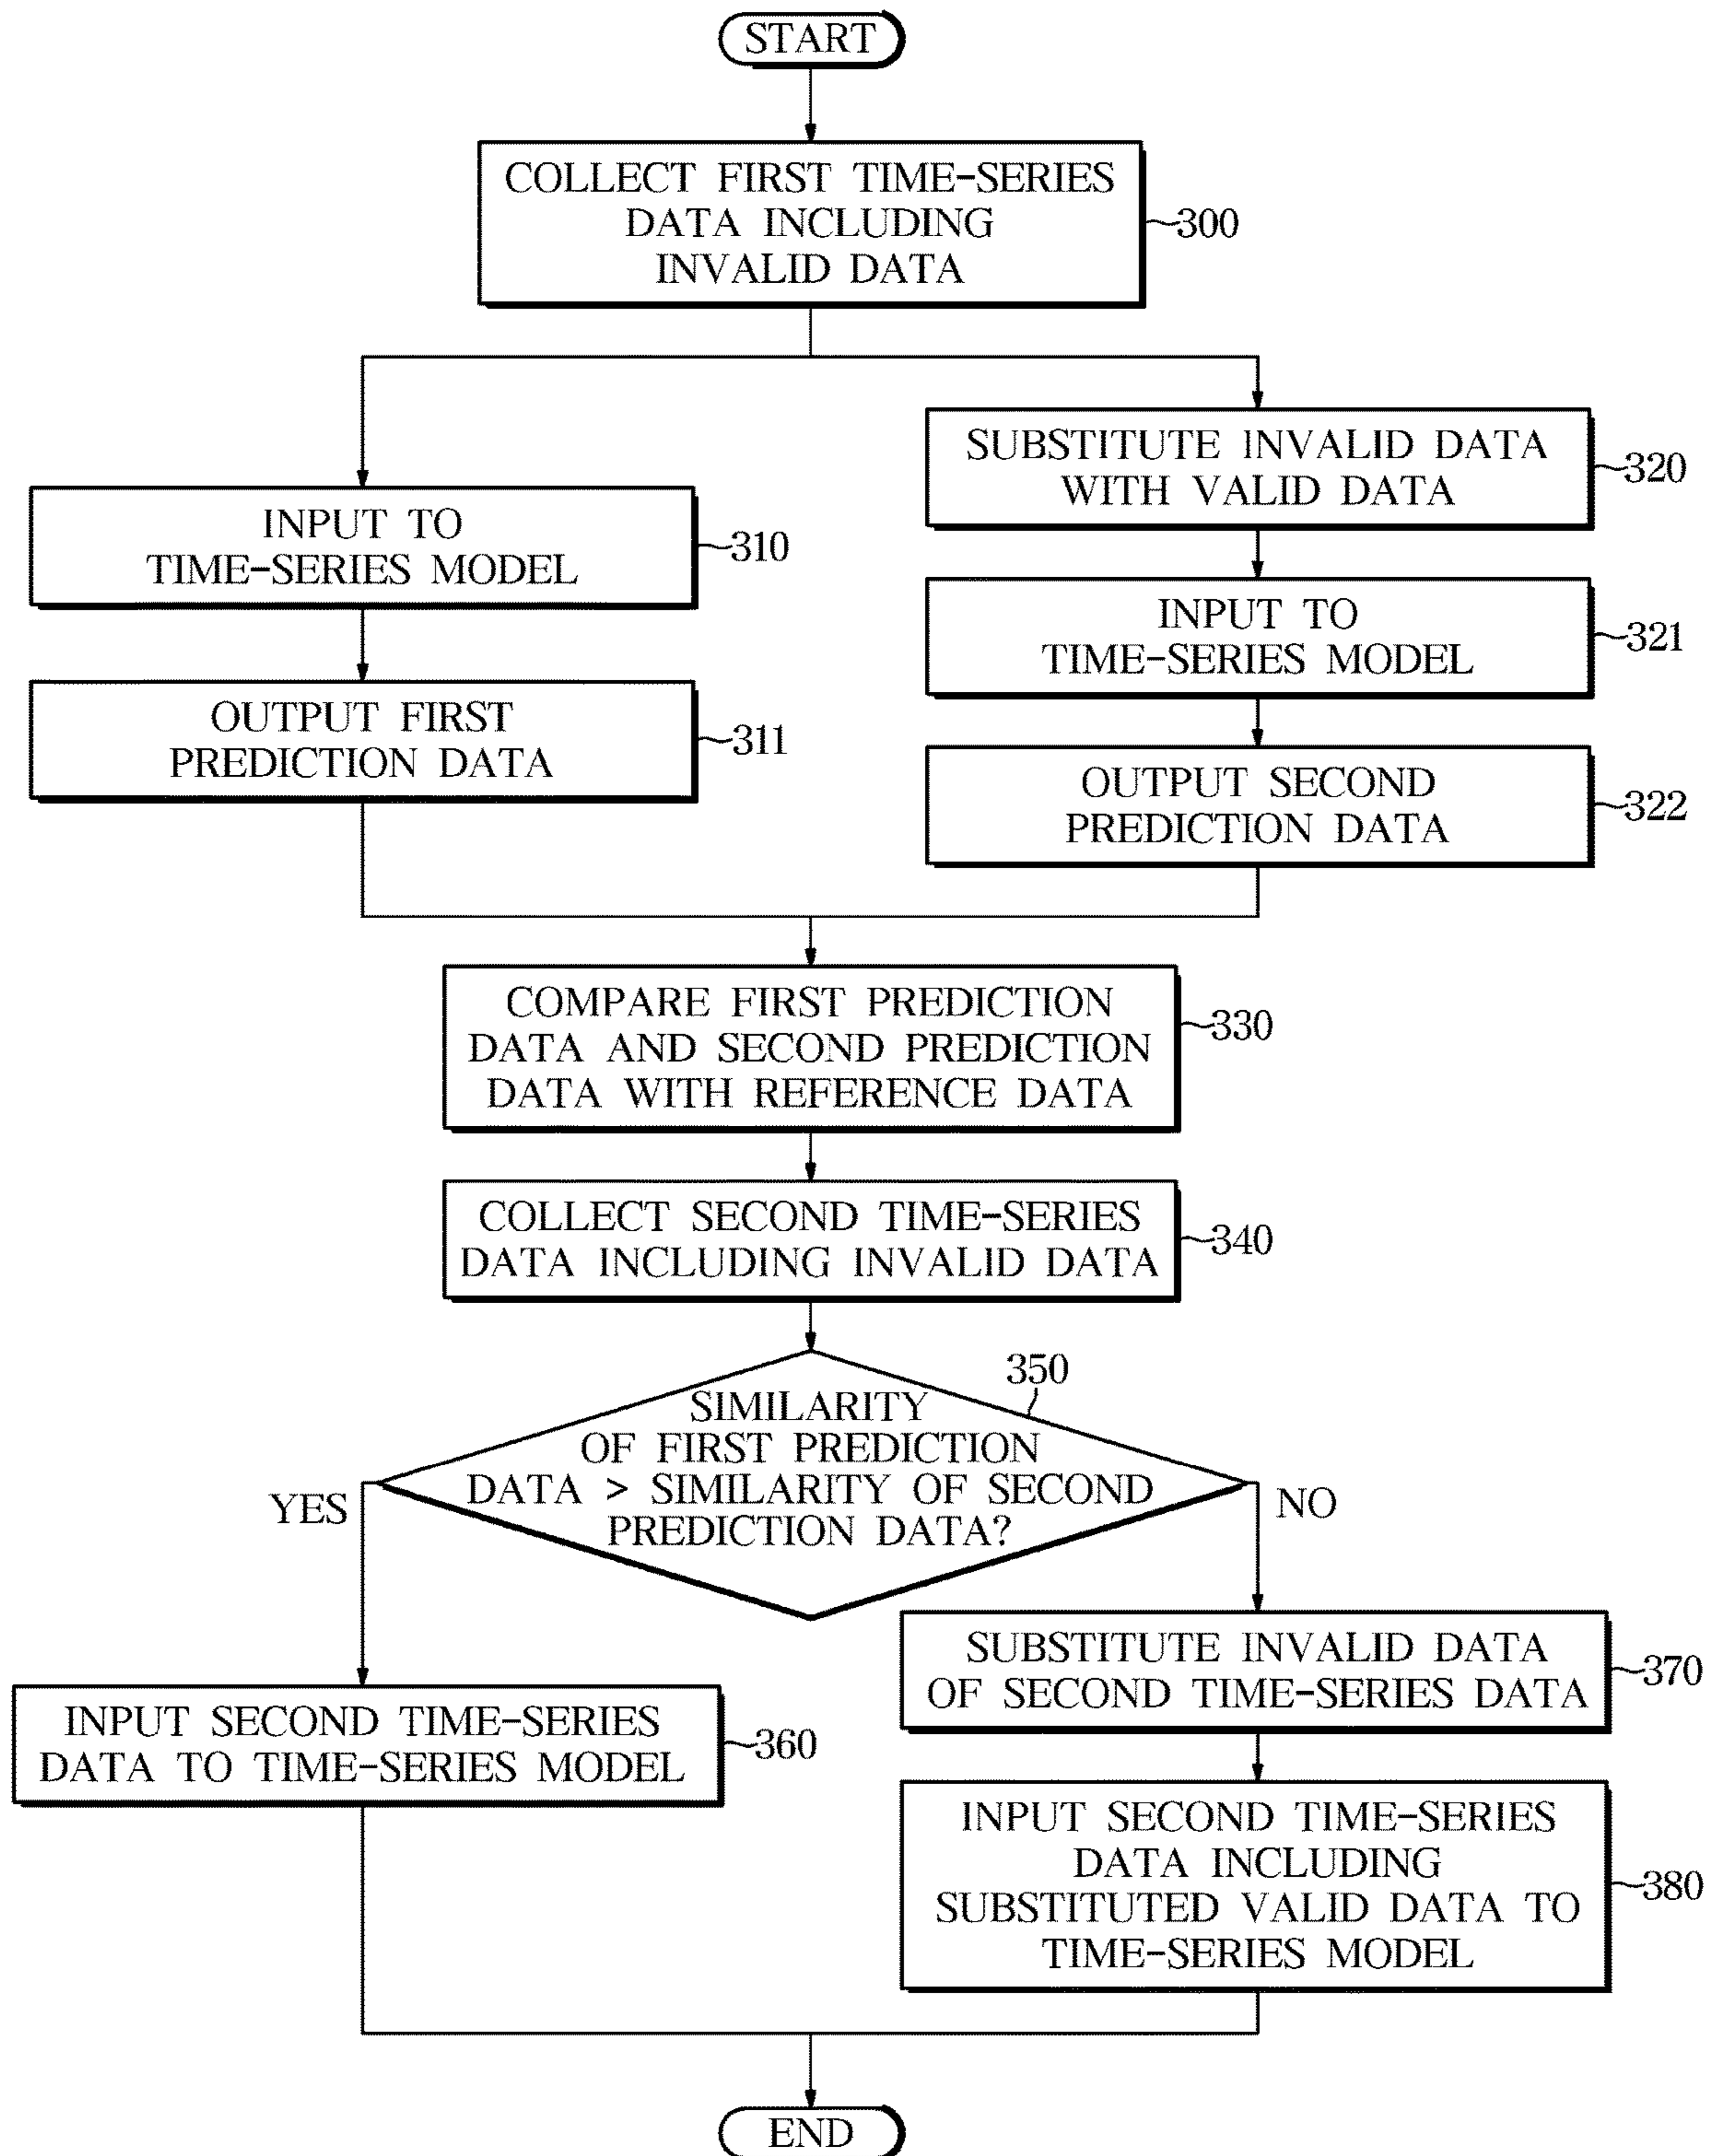 START
COLLECT FIRST TIME-SERIES
DATA INCLUDING
INVALID DATA
300
SUBSTITUTE INVALID DATA
WITH VALID DATA
320
INPUT TO
TIME-SERIES MODEL
310
INPUT TO
TIME-SERIES MODEL
321
OUTPUT FIRST
PREDICTION DATA
311
OUTPUT SECOND
PREDICTION DATA
322
COMPARE FIRST PREDICTION
DATA AND SECOND PREDICTION
DATA WITH REFERENCE DATA
330
COLLECT SECOND TIME-SERIES
DATA INCLUDING INVALID DATA
340
350
SIMILARITY
OF FIRST PREDICTION
DATA > SIMILARITY OF SECOND
PREDICTION DATA?
YES
NO
SUBSTITUTE INVALID DATA
OF SECOND TIME-SERIES DATA
370
INPUT SECOND TIME-SERIES
DATA TO TIME-SERIES MODEL
360
INPUT SECOND TIME-SERIES
DATA INCLUDING
SUBSTITUTED VALID DATA TO
TIME-SERIES MODEL
380
END